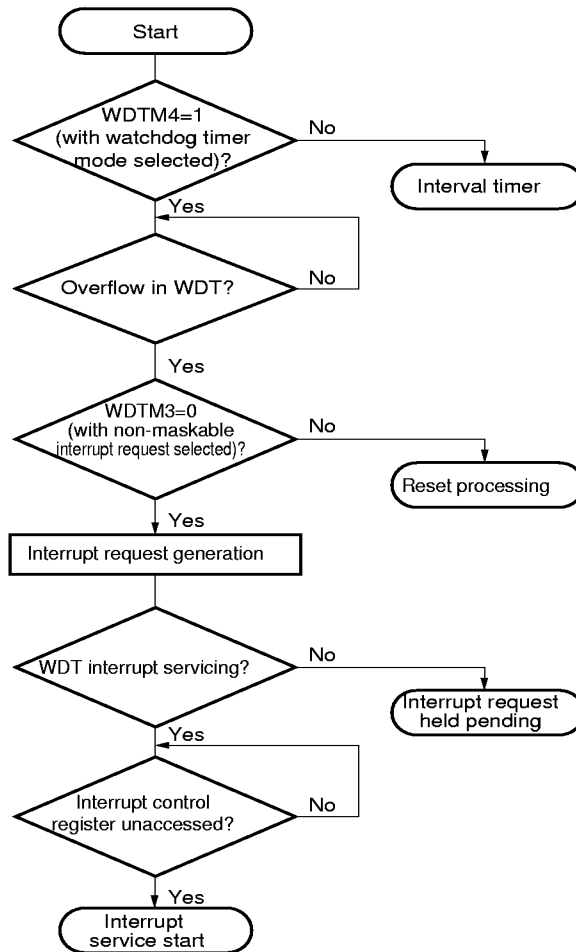 Start
WDTM4=1
(with watchdog timer
mode selected)?
No
Interval timer
Yes
Overflow in WDT?
No
Yes
WDTM3=0
(with non-maskable
interrupt request selected)?
No
Reset processing
Yes
Interrupt request generation
WDT interrupt servicing?
No
Interrupt request
held pending
Yes
Interrupt control
register unaccessed?
No
Yes
Interrupt
service start